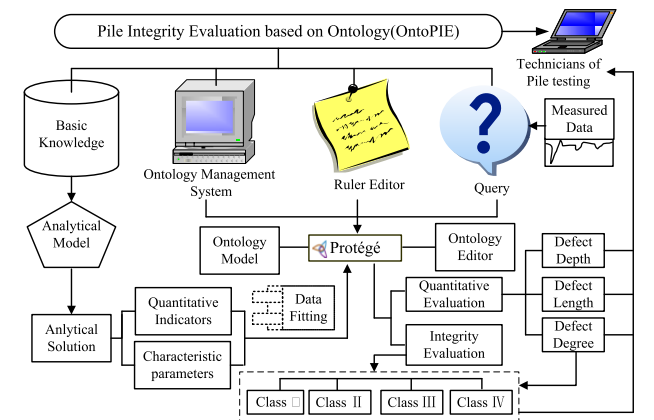 Pile Integrity Evaluation based on Ontology(OntoPIE)
Technicians of
Pile testing
Basic
Knowledge
Ontology Management
System
Ruler Editor
?
Query
Measured
Data
Analytical
Model
Ontology
Model
Protégé
Ontology
Editor
Anlytical
Solution
Quantitative
Indicators
Characteristic
parameters
Data
Fitting
Quantitative
Evaluation
Integrity
Evaluation
Defect
Depth
Defect
Length
Defect
Degree
Class □
Class II
Class III
Class IV